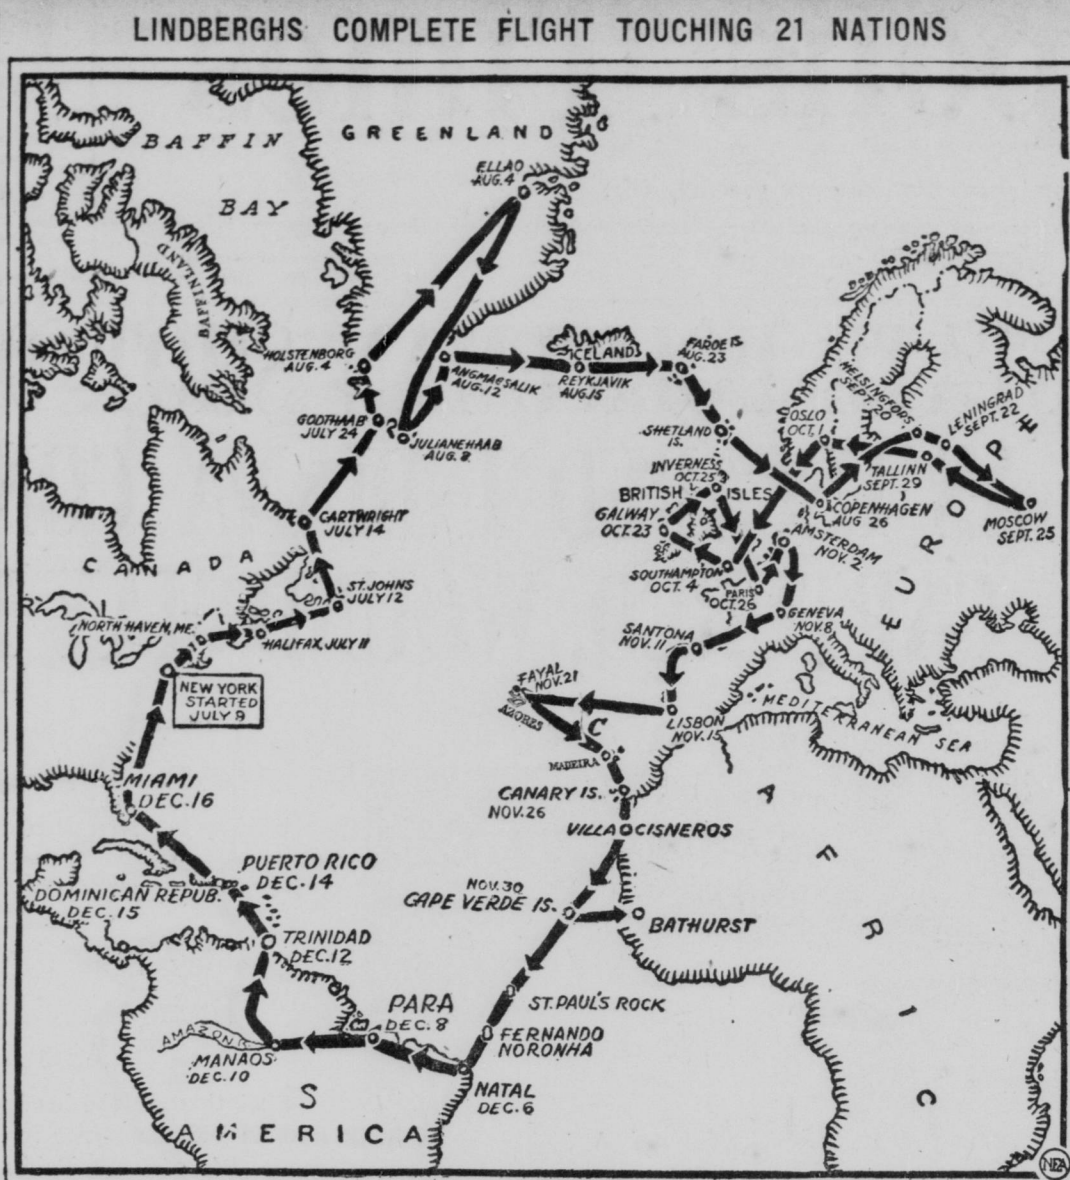 LINDBERGHS COMPLETE FLIGHT TOUCHING 21 NATIONS
BAFFIN
BAY
GREENLAND
ELLAO
AUG. 4
BAFFINLAND
HOLSTENBORG
AUG. 4
ANGMAGSALIK
AUG. 12
ICELAND
REYKJAVIK
AUG. 15
FAROE IS.
AUG. 23
GODTHAAB
JULY 24
JULIANEHAAB
AUG. 8
SHETLAND
IS.
OSLO
OCT. 1
HELSINGFORS
SEPT. 20
LENINGRAD
SEPT. 22
TALLINN
SEPT. 29
MOSCOW
SEPT. 25
COPENHAGEN
AUG 26
INVERNESS
OCT. 25
BRITISH ISLES
GALWAY
OCT. 23
SOUTHAMPTON
OCT. 4
PARIS
OCT. 26
AMSTERDAM
NOV. 2
EUROPE
CARTWRIGHT
JULY 14
CANADA
ST. JOHNS
JULY 12
NORTH HAVEN, ME.
HALIFAX, JULY 11
NEW YORK
STARTED
JULY 9
GENEVA
NOV. 8
SANTONA
NOV. 11
FAYAL
NOV. 21
AZORES
C
LISBON
NOV. 15
MEDITERRANEAN SEA
MADEIRA
CANARY IS.
NOV. 26
VILLA CISNEROS
MIAMI
DEC. 16
PUERTO RICO
DEC. 14
DOMINICAN REPUB.
DEC. 15
NOV. 30
CAPE VERDE IS.
BATHURST
AFRIC
TRINIDAD
DEC. 12
ST. PAUL'S ROCK
PARA
DEC. 8
FERNANDO
NORONHA
AMAZON R.
MANAOS
DEC. 10
NATAL
DEC. 6
S
AMERICA
NEA